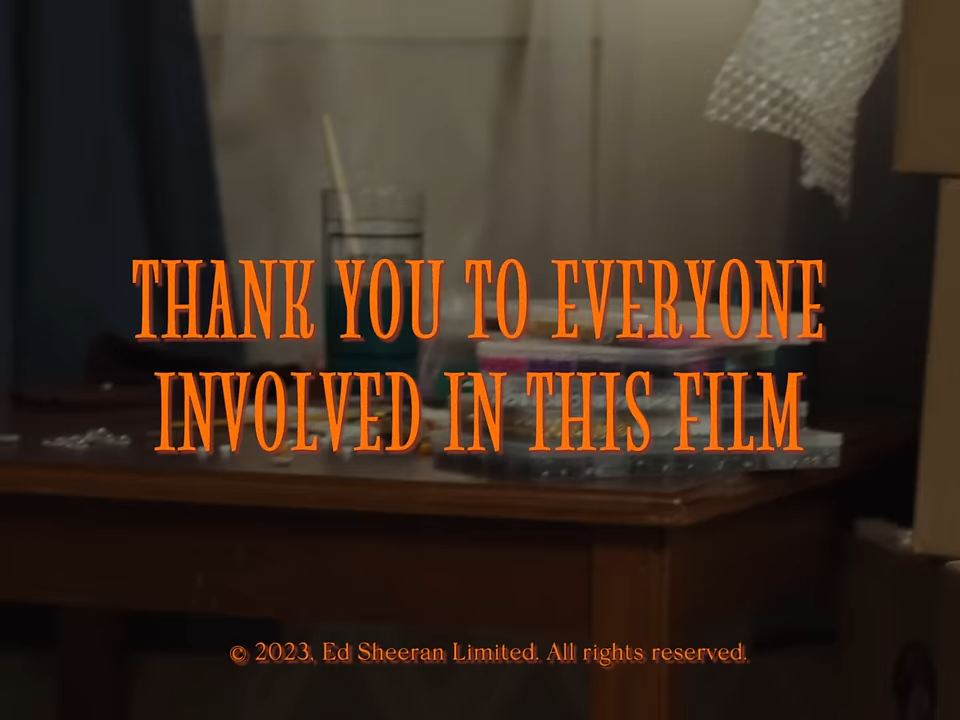 THANK YOU TO EVERYONE
INVOLVED IN THIS FILM
© 2023, Ed Sheeran Limited. All rights reserved.